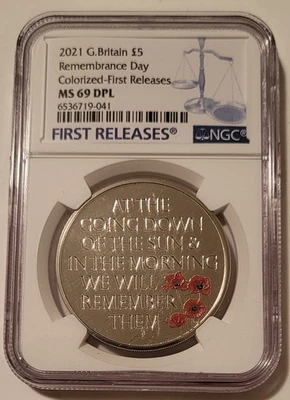 2021 G.Britain £5
Remembrance Day
Colorized-First Releases
MS 69 DPL
6536719-041
FIRST RELEASES®
NGC®
AT THE
GOING DOWN
OF THE SUN &
IN THE MORNING
WE WILL
REMEMBER
THEM